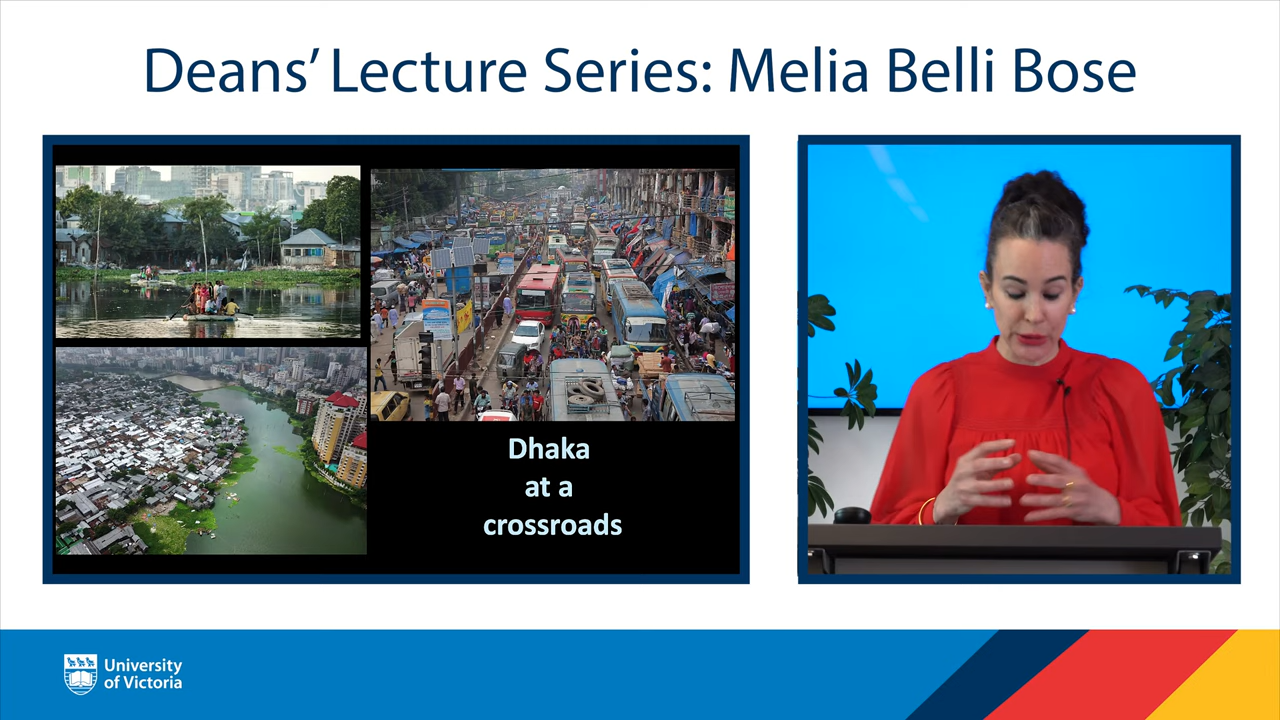 Deans’ Lecture Series: Melia Belli Bose
Dhaka
at a
crossroads
University
of Victoria